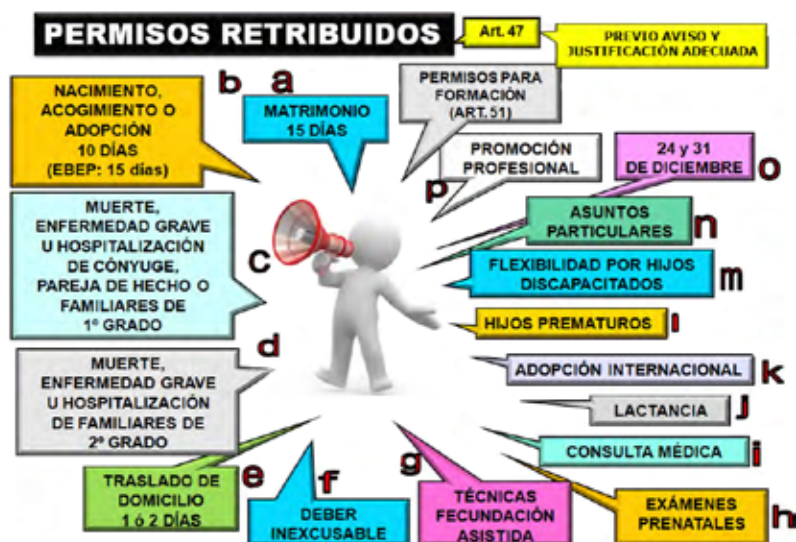 PERMISOS RETRIBUIDOS
Art. 47
PREVIO AVISO Y
JUSTIFICACIÓN ADECUADA
b
NACIMIENTO,
ACOGIMIENTO O
ADOPCIÓN
10 DÍAS
(EBEP: 15 días)
a
MATRIMONIO
15 DÍAS
PERMISOS PARA
FORMACIÓN
(ART. 51)
PROMOCIÓN
PROFESIONAL
p
24 y 31
DE DICIEMBRE
o
ASUNTOS
PARTICULARES
n
FLEXIBILIDAD POR HIJOS
DISCAPACITADOS
m
HIJOS PREMATUROS
l
ADOPCIÓN INTERNACIONAL
k
LACTANCIA
j
CONSULTA MÉDICA
i
EXÁMENES
PRENATALES
h
g
TÉCNICAS
FECUNDACIÓN
ASISTIDA
f
DEBER
INEXCUSABLE
e
TRASLADO DE
DOMICILIO
1 ó 2 DÍAS
d
MUERTE,
ENFERMEDAD GRAVE
U HOSPITALIZACIÓN
DE FAMILIARES DE
2º GRADO
c
MUERTE,
ENFERMEDAD GRAVE
U HOSPITALIZACIÓN
DE CÓNYUGE,
PAREJA DE HECHO O
FAMILIARES DE
1º GRADO